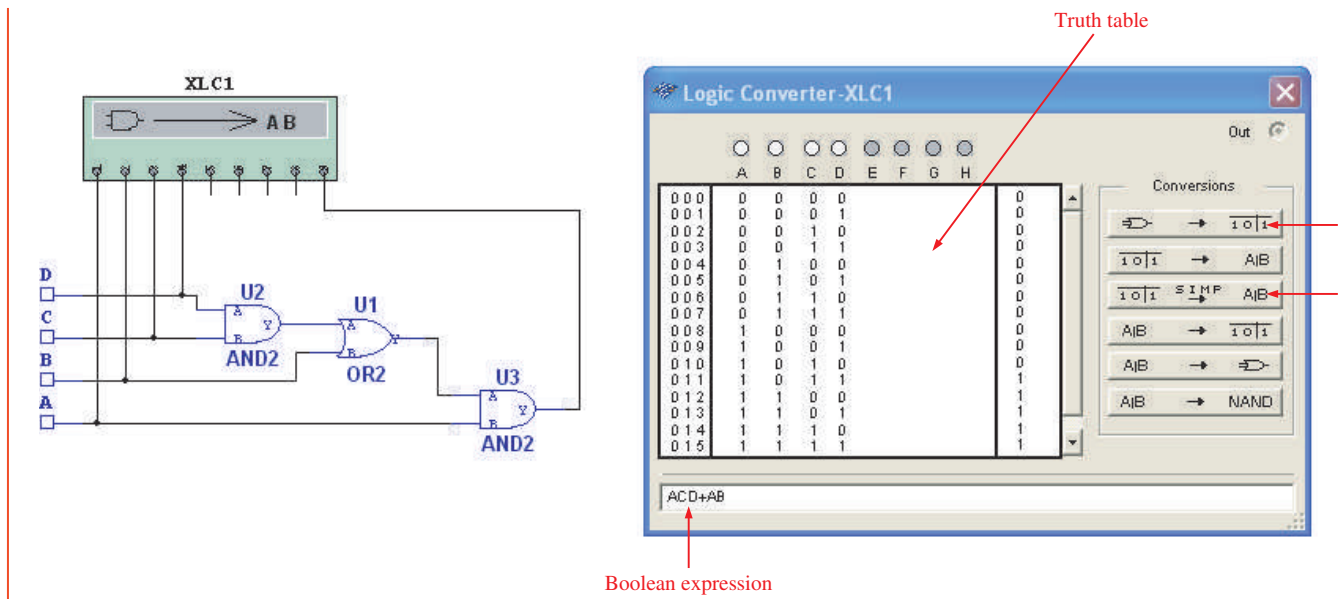 Truth table
XLC1
A B
D
C
B
A
U2
A
B
Y
AND2
U1
A
B
Y
OR2
U3
A
B
Y
AND2
Logic Converter-XLC1
Out
A B C D E F G H
000 0 0 0 0 0
001 0 0 0 1 0
002 0 0 1 0 0
003 0 0 1 1 0
004 0 1 0 0 0
005 0 1 0 1 0
006 0 1 1 0 0
007 0 1 1 1 0
008 1 0 0 0 0
009 1 0 0 1 0
010 1 0 1 0 0
011 1 0 1 1 1
012 1 1 0 0 1
013 1 1 0 1 1
014 1 1 1 0 1
015 1 1 1 1 1
Conversions
→ 1 0|1
1 0|1 → A|B
1 0|1 SIMP → A|B
A|B → 1 0|1
A|B →
A|B → NAND
ACD+AB
Boolean expression